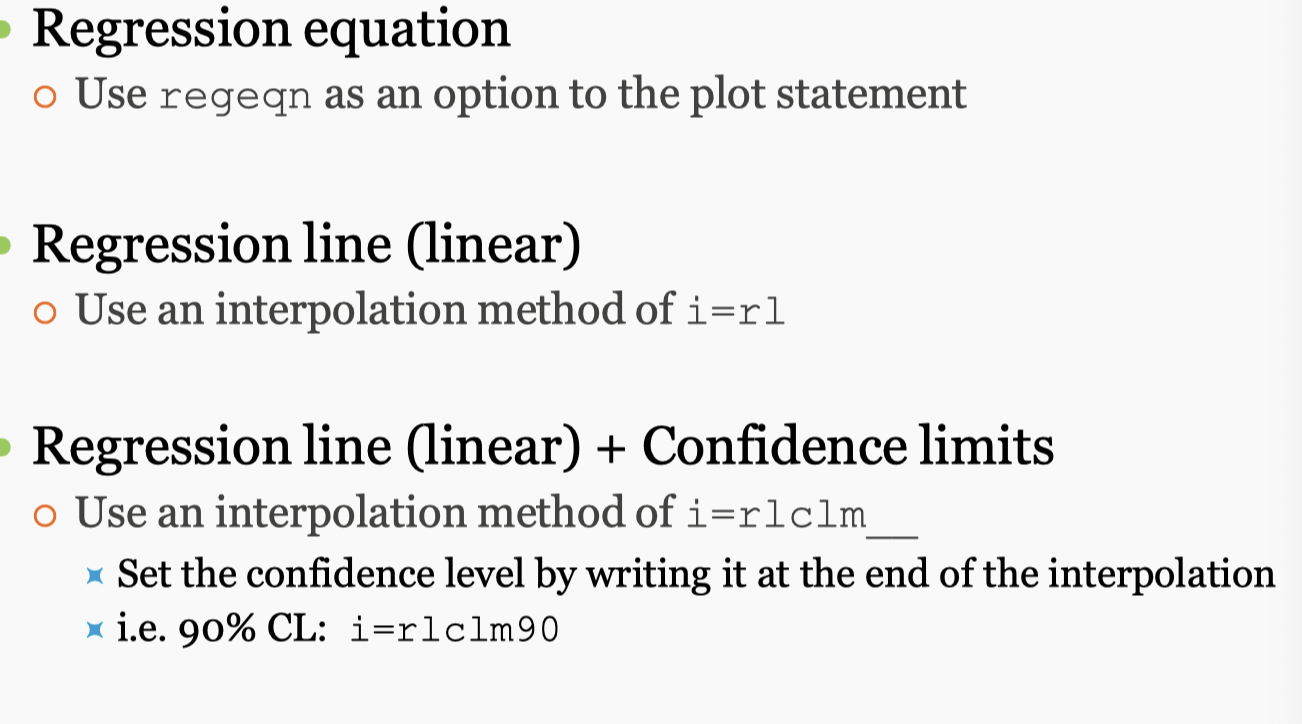 Regression equation
Use regeqn as an option to the plot statement
Regression line (linear)
Use an interpolation method of i=rl
Regression line (linear) + Confidence limits
Use an interpolation method of i=rlclm__
Set the confidence level by writing it at the end of the interpolation
i.e. 90% CL: i=rlclm90